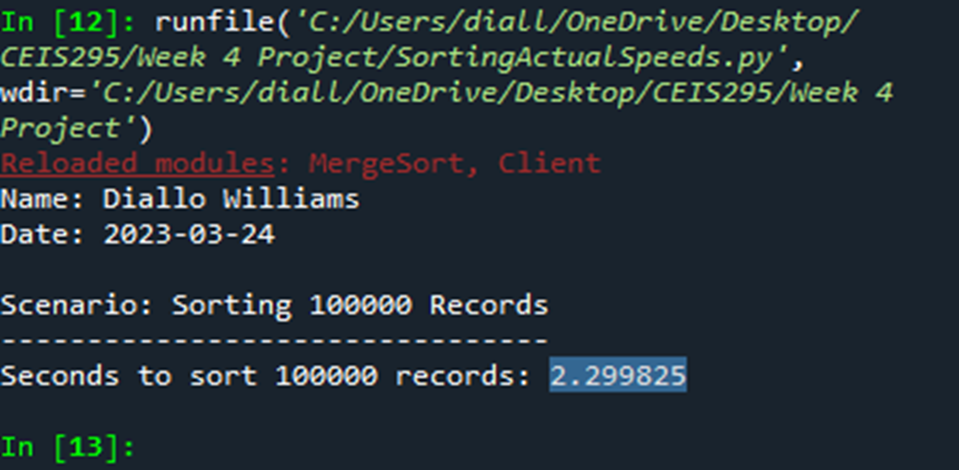 In [12]: runfile('C:/Users/diall/OneDrive/Desktop/
CEIS295/Week 4 Project/SortingActualSpeeds.py',
wdir='C:/Users/diall/OneDrive/Desktop/CEIS295/Week 4
Project')
Reloaded modules: MergeSort, Client
Name: Diallo Williams
Date: 2023-03-24
Scenario: Sorting 100000 Records
--------------------------------
Seconds to sort 100000 records: 2.299825
In [13]: